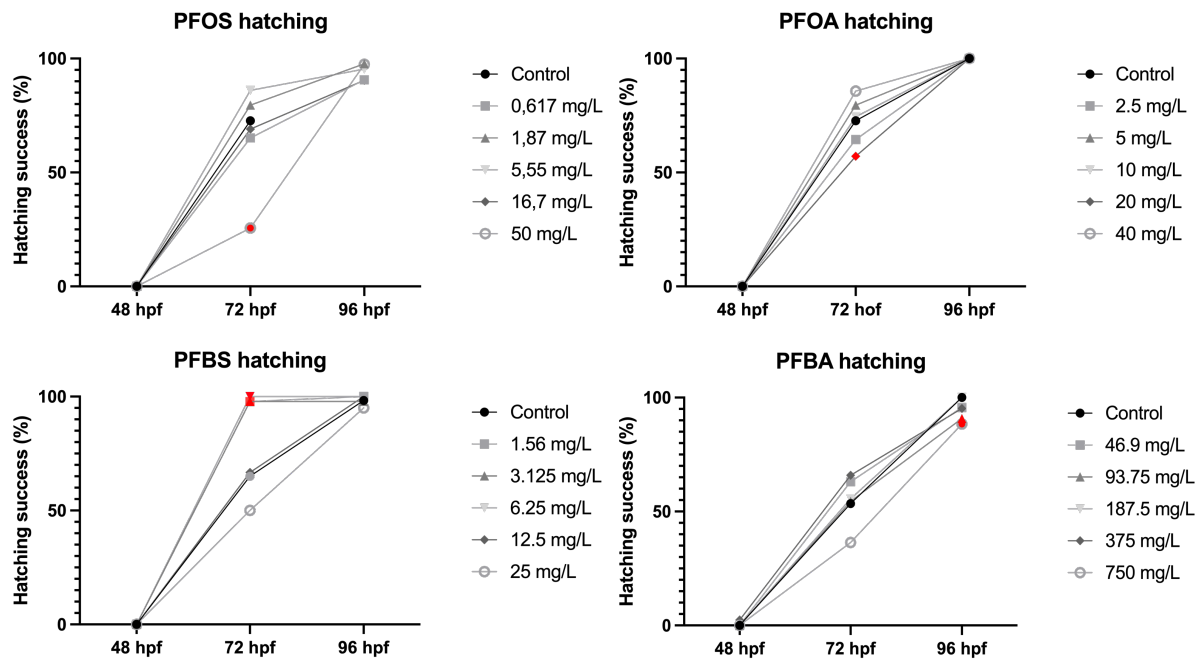 PFOS hatching
Hatching success (%)
100
50
0
48 hpf
72 hpf
96 hpf
Control
0,617 mg/L
1,87 mg/L
5,55 mg/L
16,7 mg/L
50 mg/L
PFOA hatching
Hatching success (%)
100
50
0
48 hpf
72 hof
96 hpf
Control
2.5 mg/L
5 mg/L
10 mg/L
20 mg/L
40 mg/L
PFBS hatching
Hatching success (%)
100
50
0
48 hpf
72 hpf
96 hpf
Control
1.56 mg/L
3.125 mg/L
6.25 mg/L
12.5 mg/L
25 mg/L
PFBA hatching
Hatching success (%)
100
50
0
48 hpf
72 hpf
96 hpf
Control
46.9 mg/L
93.75 mg/L
187.5 mg/L
375 mg/L
750 mg/L